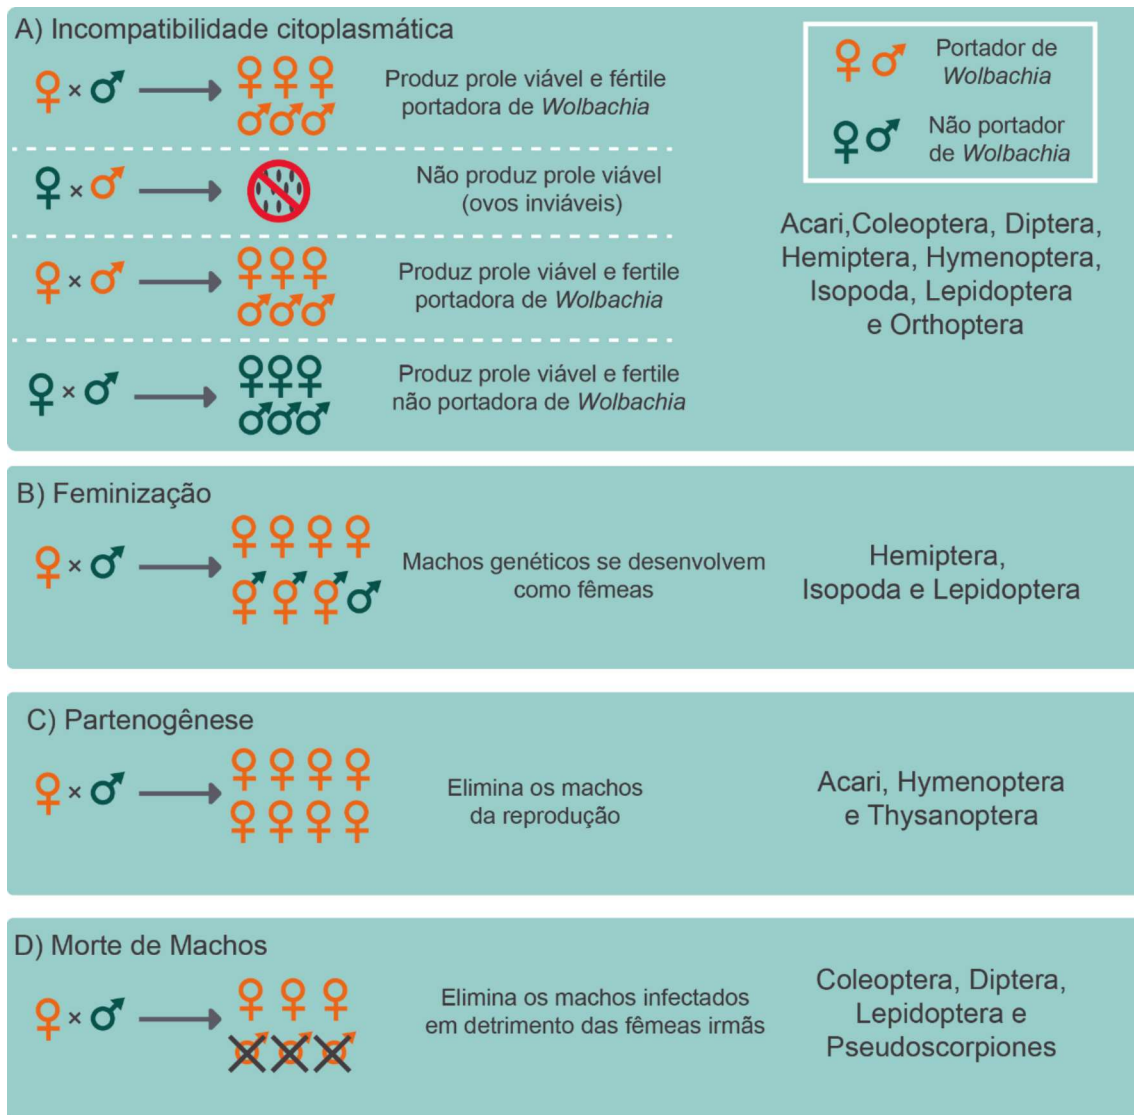 A) Incompatibilidade citoplasmática
Produz prole viável e fértile
portadora de Wolbachia
Não produz prole viável
(ovos inviáveis)
Produz prole viável e fertile
portadora de Wolbachia
Produz prole viável e fertile
não portadora de Wolbachia
Portador de
Wolbachia
Não portador
de Wolbachia
Acari,Coleoptera, Diptera,
Hemiptera, Hymenoptera,
Isopoda, Lepidoptera
e Orthoptera
B) Feminização
Machos genéticos se desenvolvem
como fêmeas
Hemiptera,
Isopoda e Lepidoptera
C) Partenogênese
Elimina os machos
da reprodução
Acari, Hymenoptera
e Thysanoptera
D) Morte de Machos
Elimina os machos infectados
em detrimento das fêmeas irmãs
Coleoptera, Diptera,
Lepidoptera e
Pseudoscorpiones